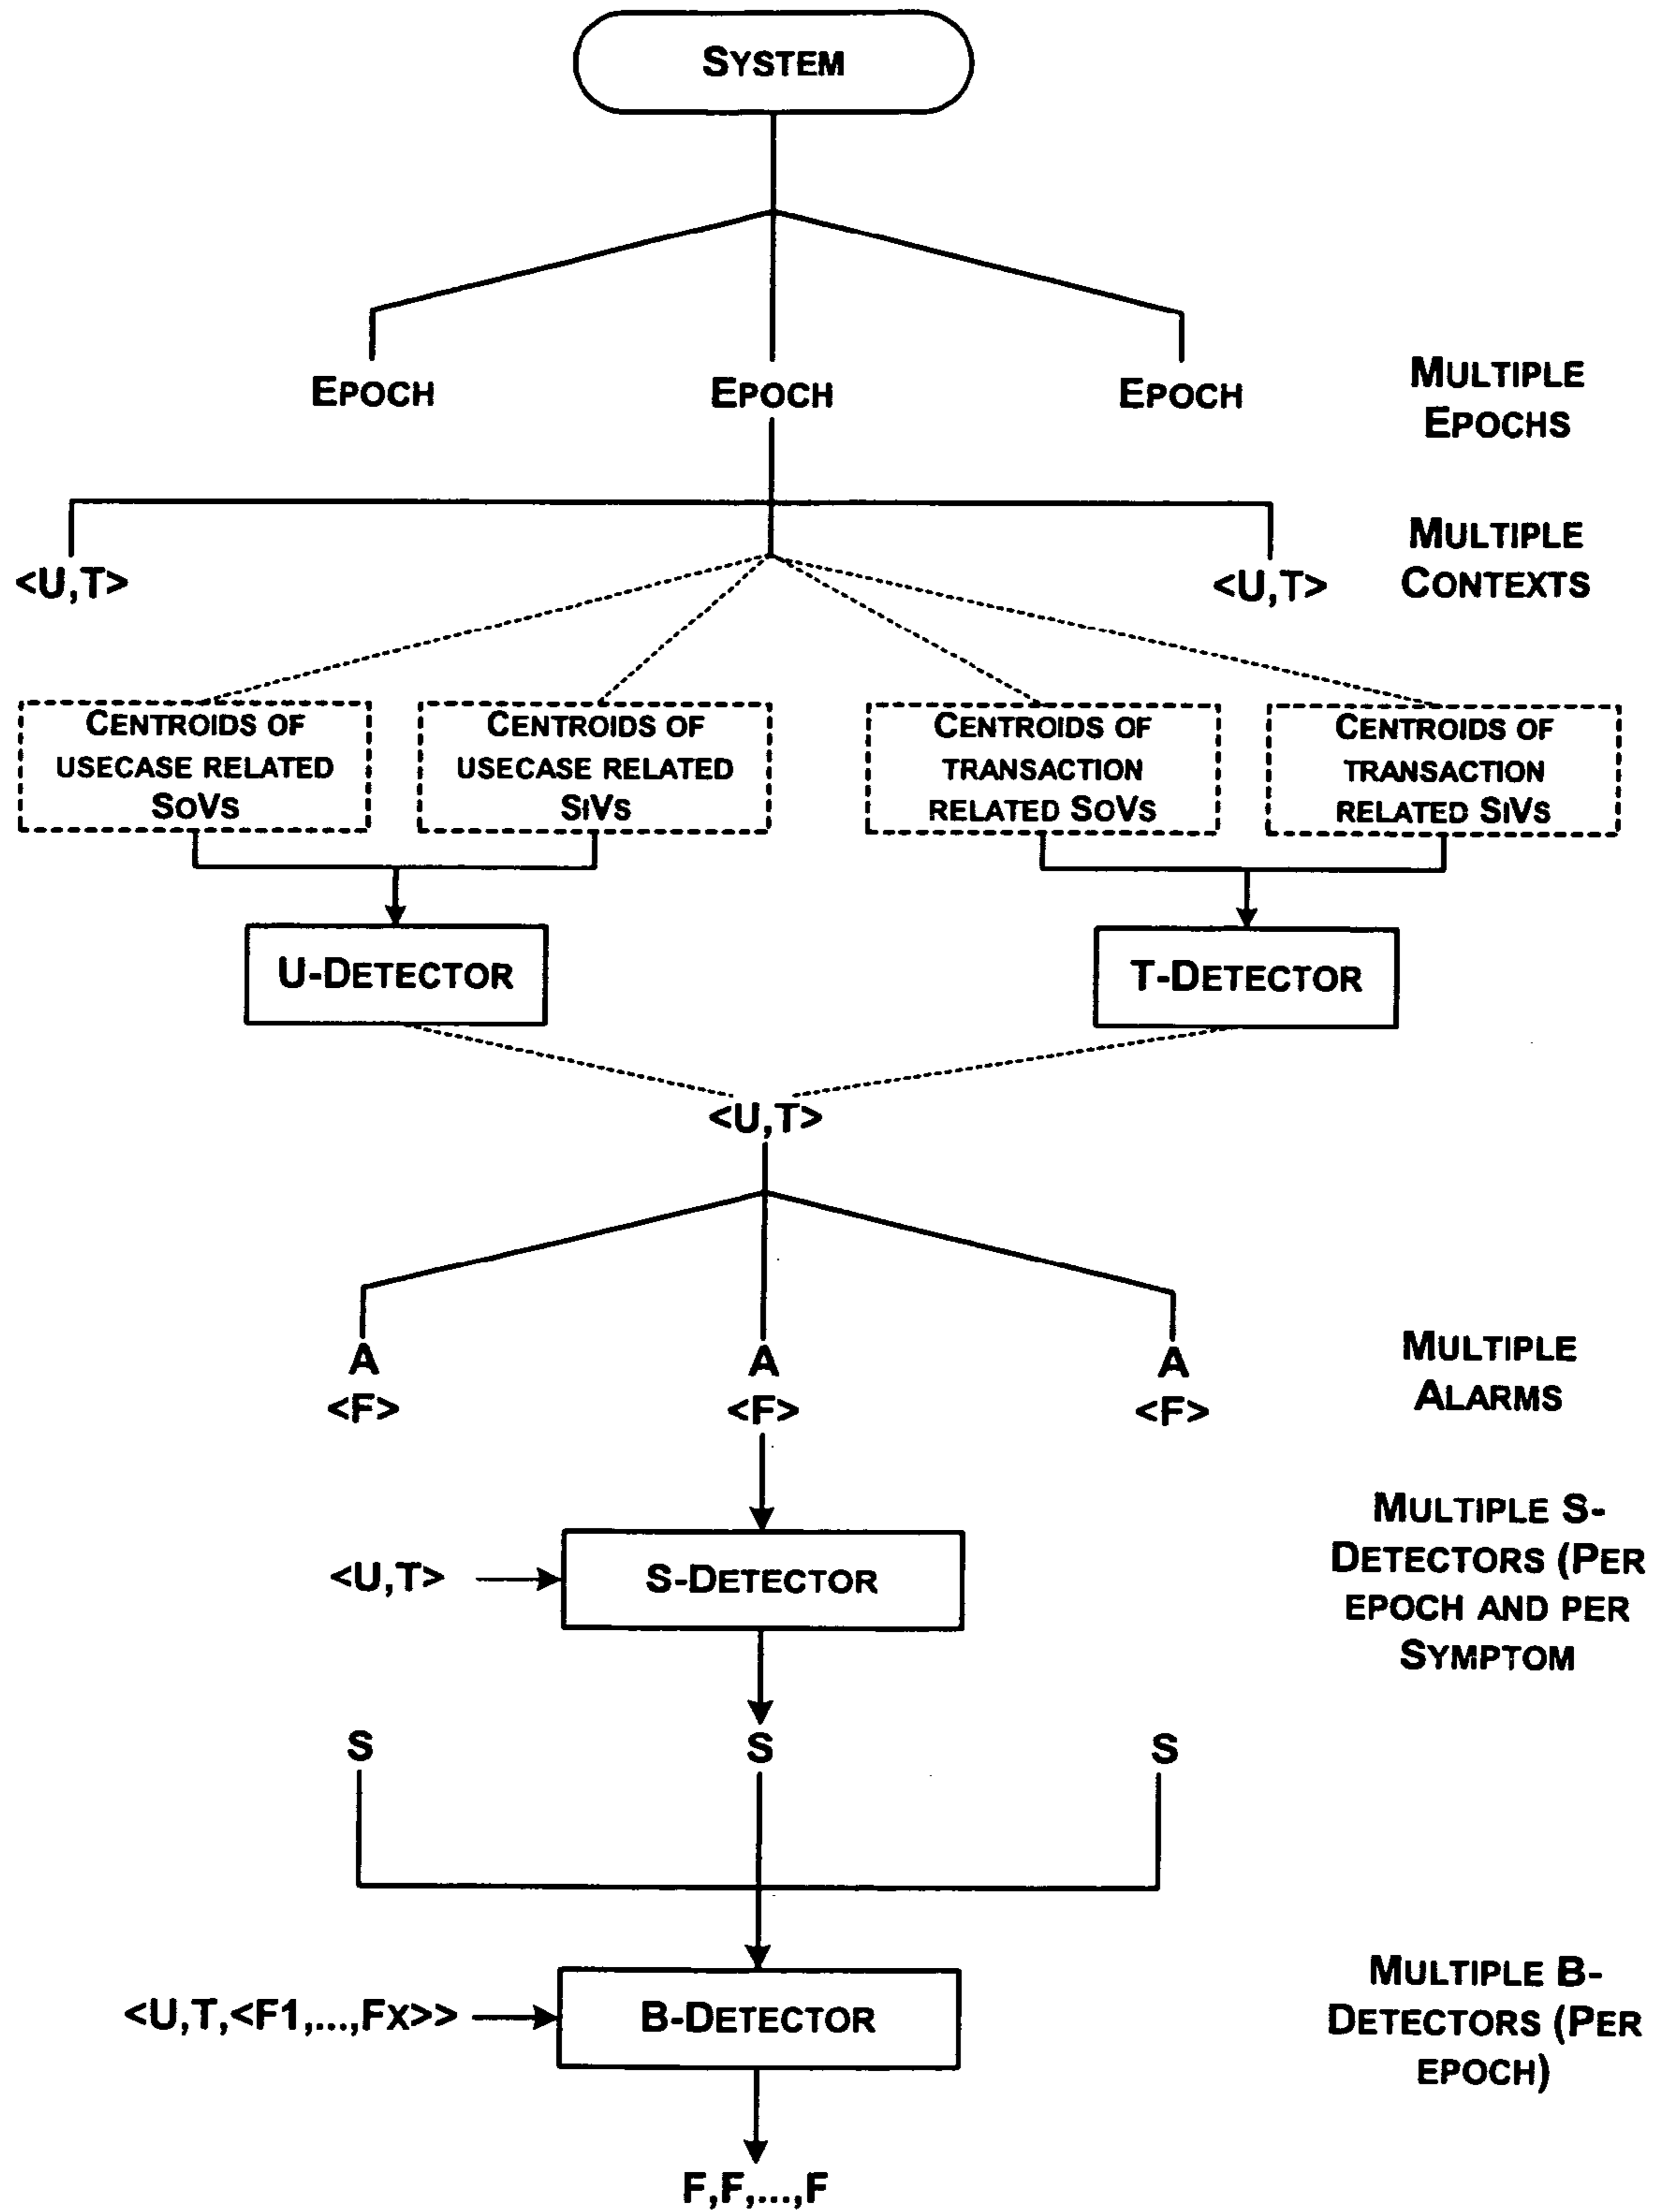 SYSTEM
EPOCH
EPOCH
EPOCH
MULTIPLE
EPOCHS
<U,T>
<U,T>
MULTIPLE
CONTEXTS
CENTROIDS OF
USECASE RELATED
SOVS
CENTROIDS OF
USECASE RELATED
SIVS
CENTROIDS OF
TRANSACTION
RELATED SOVS
CENTROIDS OF
TRANSACTION
RELATED SIVS
U-DETECTOR
T-DETECTOR
<U,T>
A
<F>
A
<F>
A
<F>
MULTIPLE
ALARMS
<U,T>
S-DETECTOR
MULTIPLE S-
DETECTORS (PER
EPOCH AND PER
SYMPTOM
S
S
S
<U,T,<F1,...,FX>>
B-DETECTOR
MULTIPLE B-
DETECTORS (PER
EPOCH)
F,F,...,F